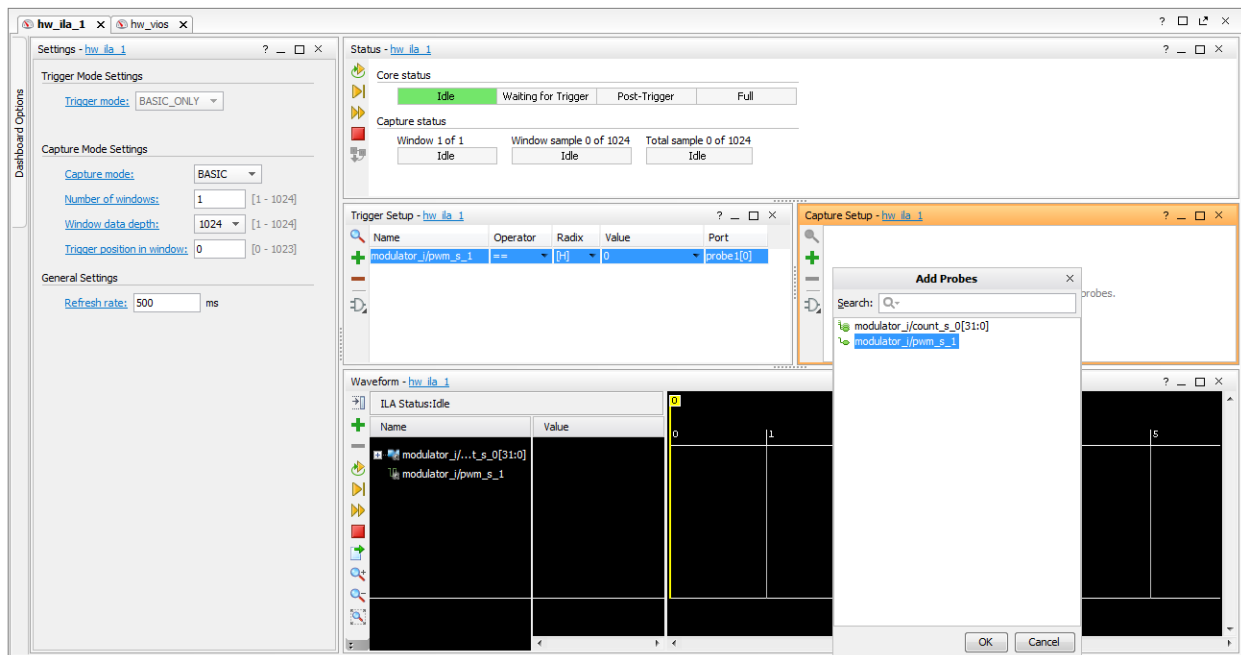 hw_ila_1
hw_vios
Dashboard Options
Settings - hw_ila_1
Trigger Mode Settings
Trigger mode: BASIC_ONLY
Capture Mode Settings
Capture mode: BASIC
Number of windows: 1 [1 - 1024]
Window data depth: 1024 [1 - 1024]
Trigger position in window: 0 [0 - 1023]
General Settings
Refresh rate: 500 ms
Status - hw_ila_1
Core status
Idle Waiting for Trigger Post-Trigger Full
Capture status
Window 1 of 1 Window sample 0 of 1024 Total sample 0 of 1024
Idle Idle Idle
Trigger Setup - hw_ila_1
Name Operator Radix Value Port
modulator_i/pwm_s_1 == [H] 0 probe1[0]
Capture Setup - hw_ila_1
probes.
Add Probes
Search:
modulator_i/count_s_0[31:0]
modulator_i/pwm_s_1
OK Cancel
Waveform - hw_ila_1
ILA Status:Idle
Name Value
modulator_i/...t_s_0[31:0]
modulator_i/pwm_s_1
0
0 1 5